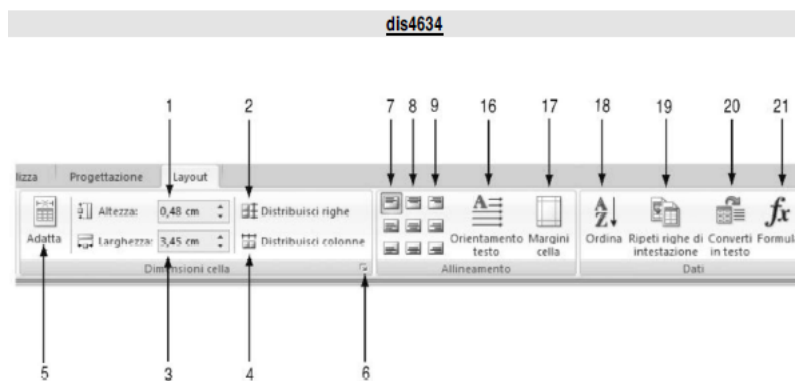 dis4634
1 2 7 8 9 16 17 18 19 20 21
lizza Progettazione Layout
Altezza: 0,48 cm Distribuisci righe
Adatta Larghezza: 3,45 cm Distribuisci colonne
Orientamento testo Margini cella
Ordina Ripeti righe di intestazione Converti in testo Formula
Dimensioni cella Allineamento Dati
5 3 4 6